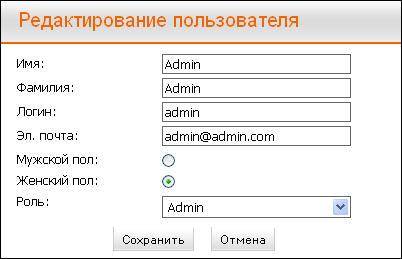 Редактирование пользователя
Имя: Admin
Фамилия: Admin
Логин: admin
Эл. почта: admin@admin.com
Мужской пол:
Женский пол:
Роль: Admin
Сохранить Отмена